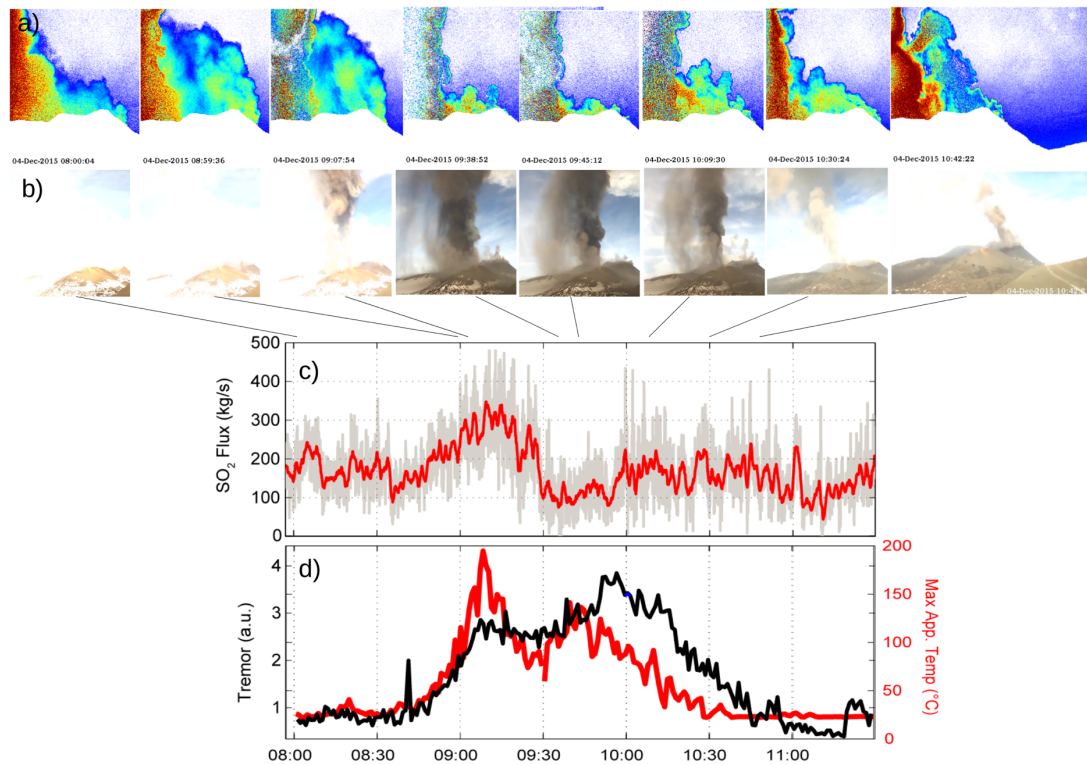 a)
04-Dec-2015 08:00:04
04-Dec-2015 08:59:36
04-Dec-2015 09:07:54
04-Dec-2015 09:38:52
04-Dec-2015 09:45:12
04-Dec-2015 10:09:30
04-Dec-2015 10:30:24
04-Dec-2015 10:42:22
b)
04-Dec-2015 10:42:2
c)
SO2 Flux (kg/s)
500
400
300
200
100
0
d)
Tremor (a.u.)
4
3
2
1
200
150
100
50
0
Max App. Temp (°C)
08:00 08:30 09:00 09:30 10:00 10:30 11:00